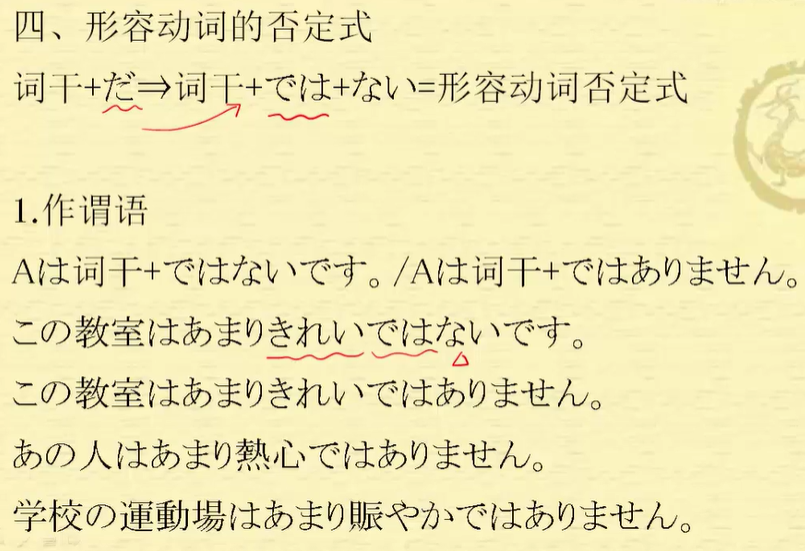 四、形容动词的否定式
词干+だ⇒词干+では+ない=形容动词否定式
1.作谓语
Aは词干+ではないです。/Aは词干+ではありません。
この教室はあまりきれいではないです。
この教室はあまりきれいではありません。
あの人はあまり熱心ではありません。
学校の運動場はあまり賑やかではありません。